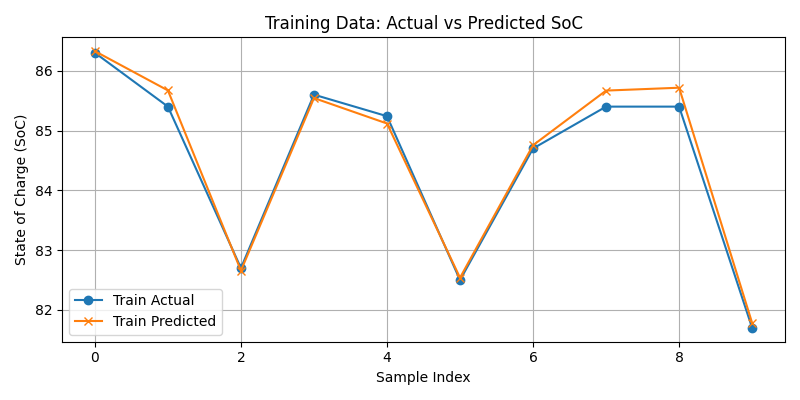 Training Data: Actual vs Predicted SoC
State of Charge (SoC)
86
85
84
83
82
Train Actual
Train Predicted
0
2
4
6
8
Sample Index